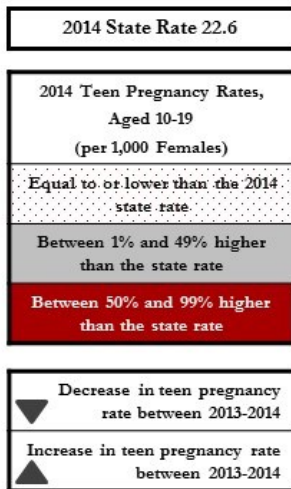 2014 State Rate 22.6
2014 Teen Pregnancy Rates,
Aged 10-19
(per 1,000 Females)
Equal to or lower than the 2014
state rate
Between 1% and 49% higher
than the state rate
Between 50% and 99% higher
than the state rate
Decrease in teen pregnancy
rate between 2013-2014
Increase in teen pregnancy rate
between 2013-2014